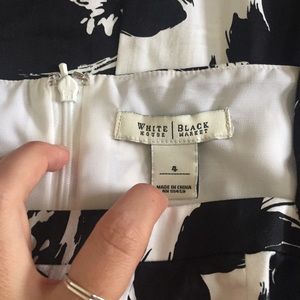 WHITE | BLACK
HOUSE | MARKET
4
MADE IN CHINA